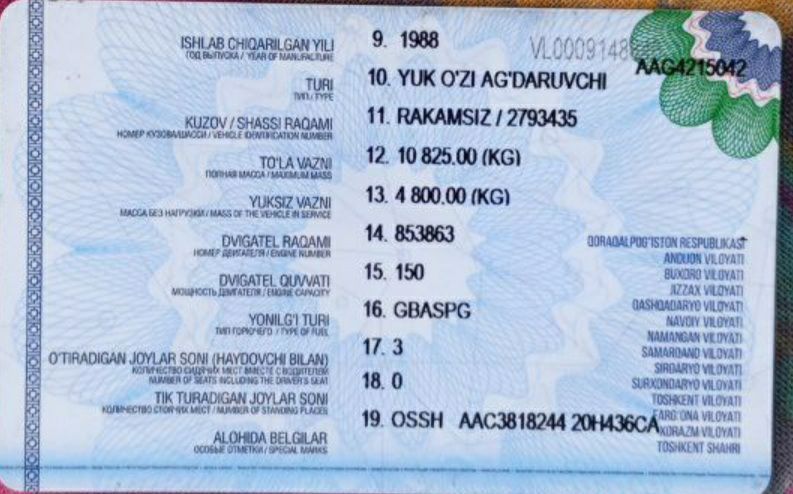 ISHLAB CHIQARILGAN YILI 9. 1988
ГОД ВЫПУСКА / YEAR OF MANUFACTURE
VL0009148
AAG4215042
TURI 10. YUK O'ZI AG'DARUVCHI
ТИП / TYPE
KUZOV / SHASSI RAQAMI 11. RAKAMSIZ / 2793435
НОМЕР КУЗОВА/ШАССИ / VEHICLE IDENTIFICATION NUMBER
TO'LA VAZNI 12. 10 825.00 (KG)
ПОЛНАЯ МАССА / MAXIMUM MASS
YUKSIZ VAZNI 13. 4 800.00 (KG)
МАССА БЕЗ НАГРУЗКИ / MASS OF THE VEHICLE IN SERVICE
DVIGATEL RAQAMI 14. 853863
НОМЕР ДВИГАТЕЛЯ / ENGINE NUMBER
DVIGATEL QUVVATI 15. 150
МОЩНОСТЬ ДВИГАТЕЛЯ / ENGINE CAPACITY
YONILG'I TURI 16. GBASPG
ТИП ГОРЮЧЕГО / TYPE OF FUEL
O'TIRADIGAN JOYLAR SONI (HAYDOVCHI BILAN) 17. 3
КОЛИЧЕСТВО СИДЯЧИХ МЕСТ ВМЕСТЕ С ВОДИТЕЛЕМ
NUMBER OF SEATS INCLUDING THE DRIVER'S SEAT
TIK TURADIGAN JOYLAR SONI 18. 0
КОЛИЧЕСТВО СТОЯЧИХ МЕСТ / NUMBER OF STANDING PLACES
ALOHIDA BELGILAR 19. OSSH AAC3818244 20H436CA
ОСОБЫЕ ОТМЕТКИ / SPECIAL MARKS
QORAQALPOG'ISTON RESPUBLIKASI
ANDIJON VILOYATI
BUXORO VILOYATI
JIZZAX VILOYATI
QASHQADARYO VILOYATI
NAVOIY VILOYATI
NAMANGAN VILOYATI
SAMARQAND VILOYATI
SIRDARYO VILOYATI
SURXONDARYO VILOYATI
TOSHKENT VILOYATI
FARG'ONA VILOYATI
XORAZM VILOYATI
TOSHKENT SHAHRI